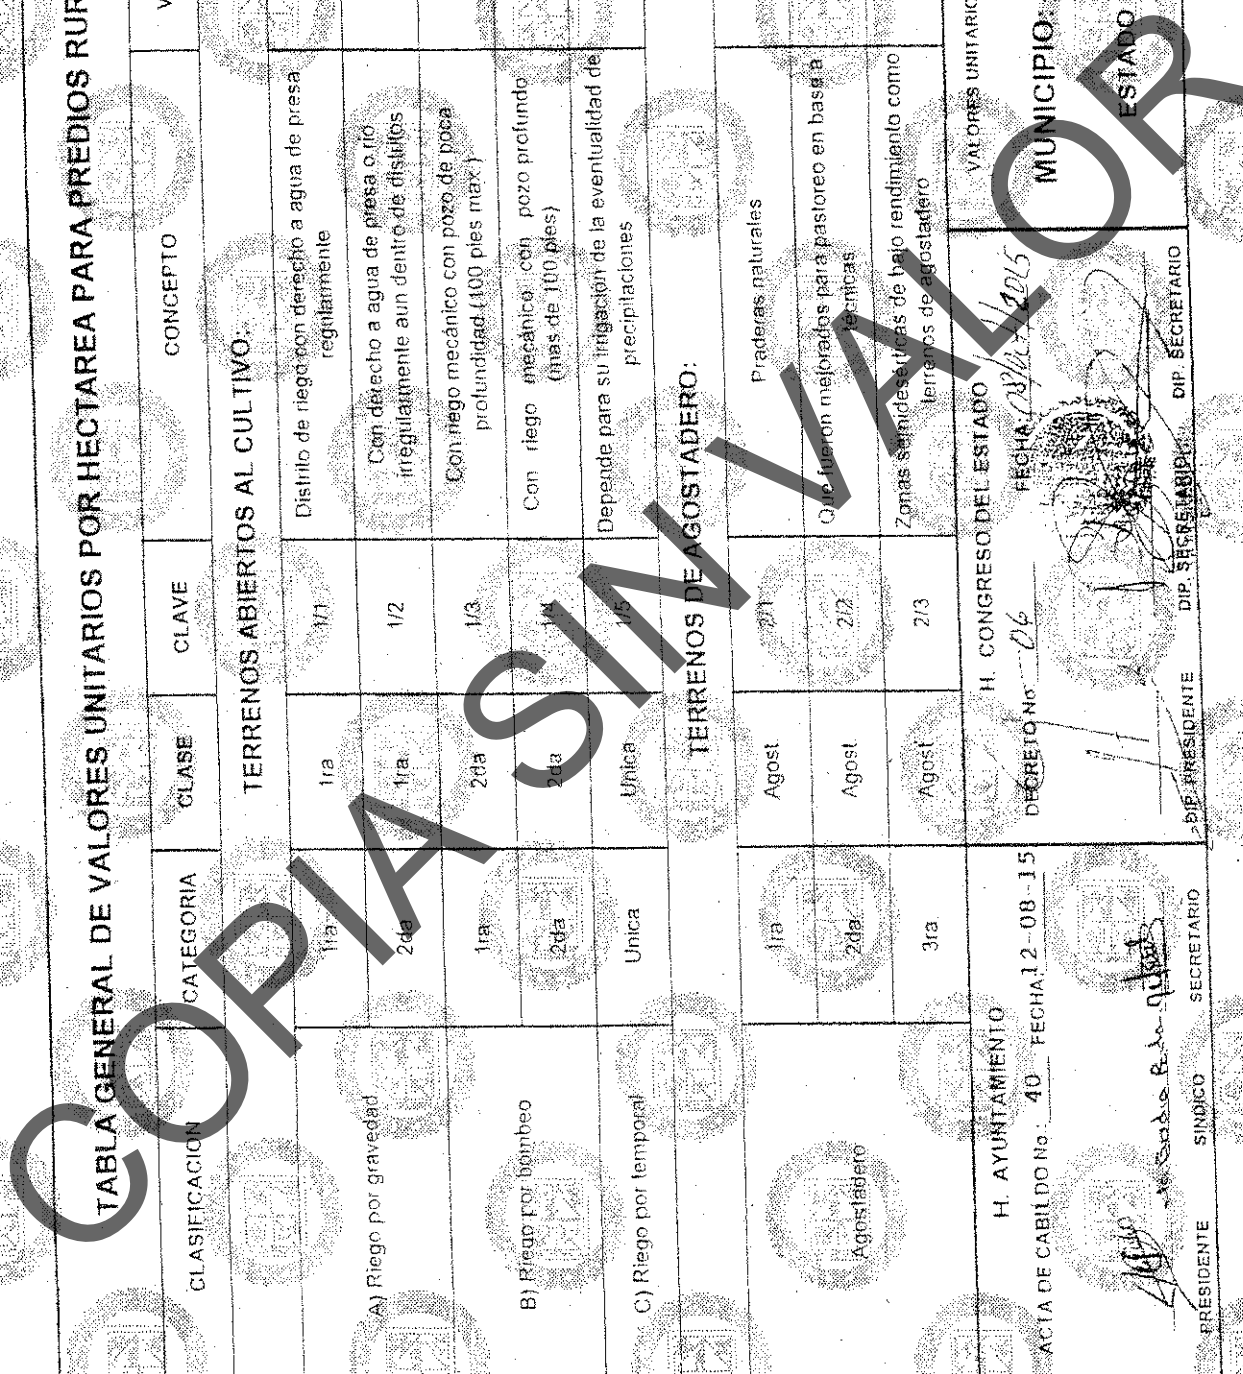 TABLA GENERAL DE VALORES UNITARIOS POR HECTAREA PARA PREDIOS RUR
CLASIFICACION CATEGORIA CLASE CLAVE CONCEPTO V
TERRENOS ABIERTOS AL CULTIVO:
A) Riego por gravedad
1ra 1ra 1/1 Distrito de riego con derecho a agua de presa
regularmente
2da 1ra 1/2 Con derecho a agua de presa o río
irregularmente aun dentro de distritos
B) Riego por bombeo
1ra 2da 1/3 Con riego mecánico con pozo de poca
profundidad (100 pies max.)
2da 2da 1/4 Con riego mecánico con pozo profundo
(mas de 100 pies)
C) Riego por temporal Unica Unica 1/5 Depende para su irrigación de la eventualidad de
precipitaciones
TERRENOS DE AGOSTADERO:
Agostadero
1ra Agost 2/1 Praderas naturales
2da Agost 2/2 Que fueron mejorados para pastoreo en base a
técnicas
3ra Agost 2/3 Zonas semidesérticas de bajo rendimiento como
terrenos de agostadero
H. AYUNTAMIENTO
ACTA DE CABILDO No: 40 FECHA 12-08-15
PRESIDENTE SINDICO SECRETARIO
H. CONGRESO DEL ESTADO
DECRETO No 06 FECHA
DIP. PRESIDENTE DIP. SECRETARIO DIP. SECRETARIO
VALORES UNITARIO
MUNICIPIO:
ESTADO
COPIA SIN VALOR